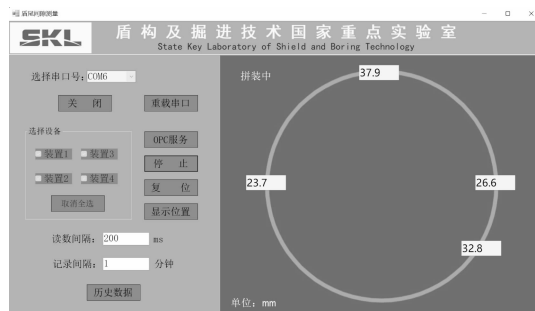 盾尾间隙测量
SKL
盾构及掘进技术国家重点实验室
State Key Laboratory of Shield and Boring Technology
选择串口号: COM6
关 闭
重载串口
选择设备
装置1
装置3
装置2
装置4
取消全选
OPC服务
停 止
复 位
显示位置
读数间隔: 200 ms
记录间隔: 1 分钟
历史数据
拼装中
37.9
23.7
26.6
32.8
单位: mm